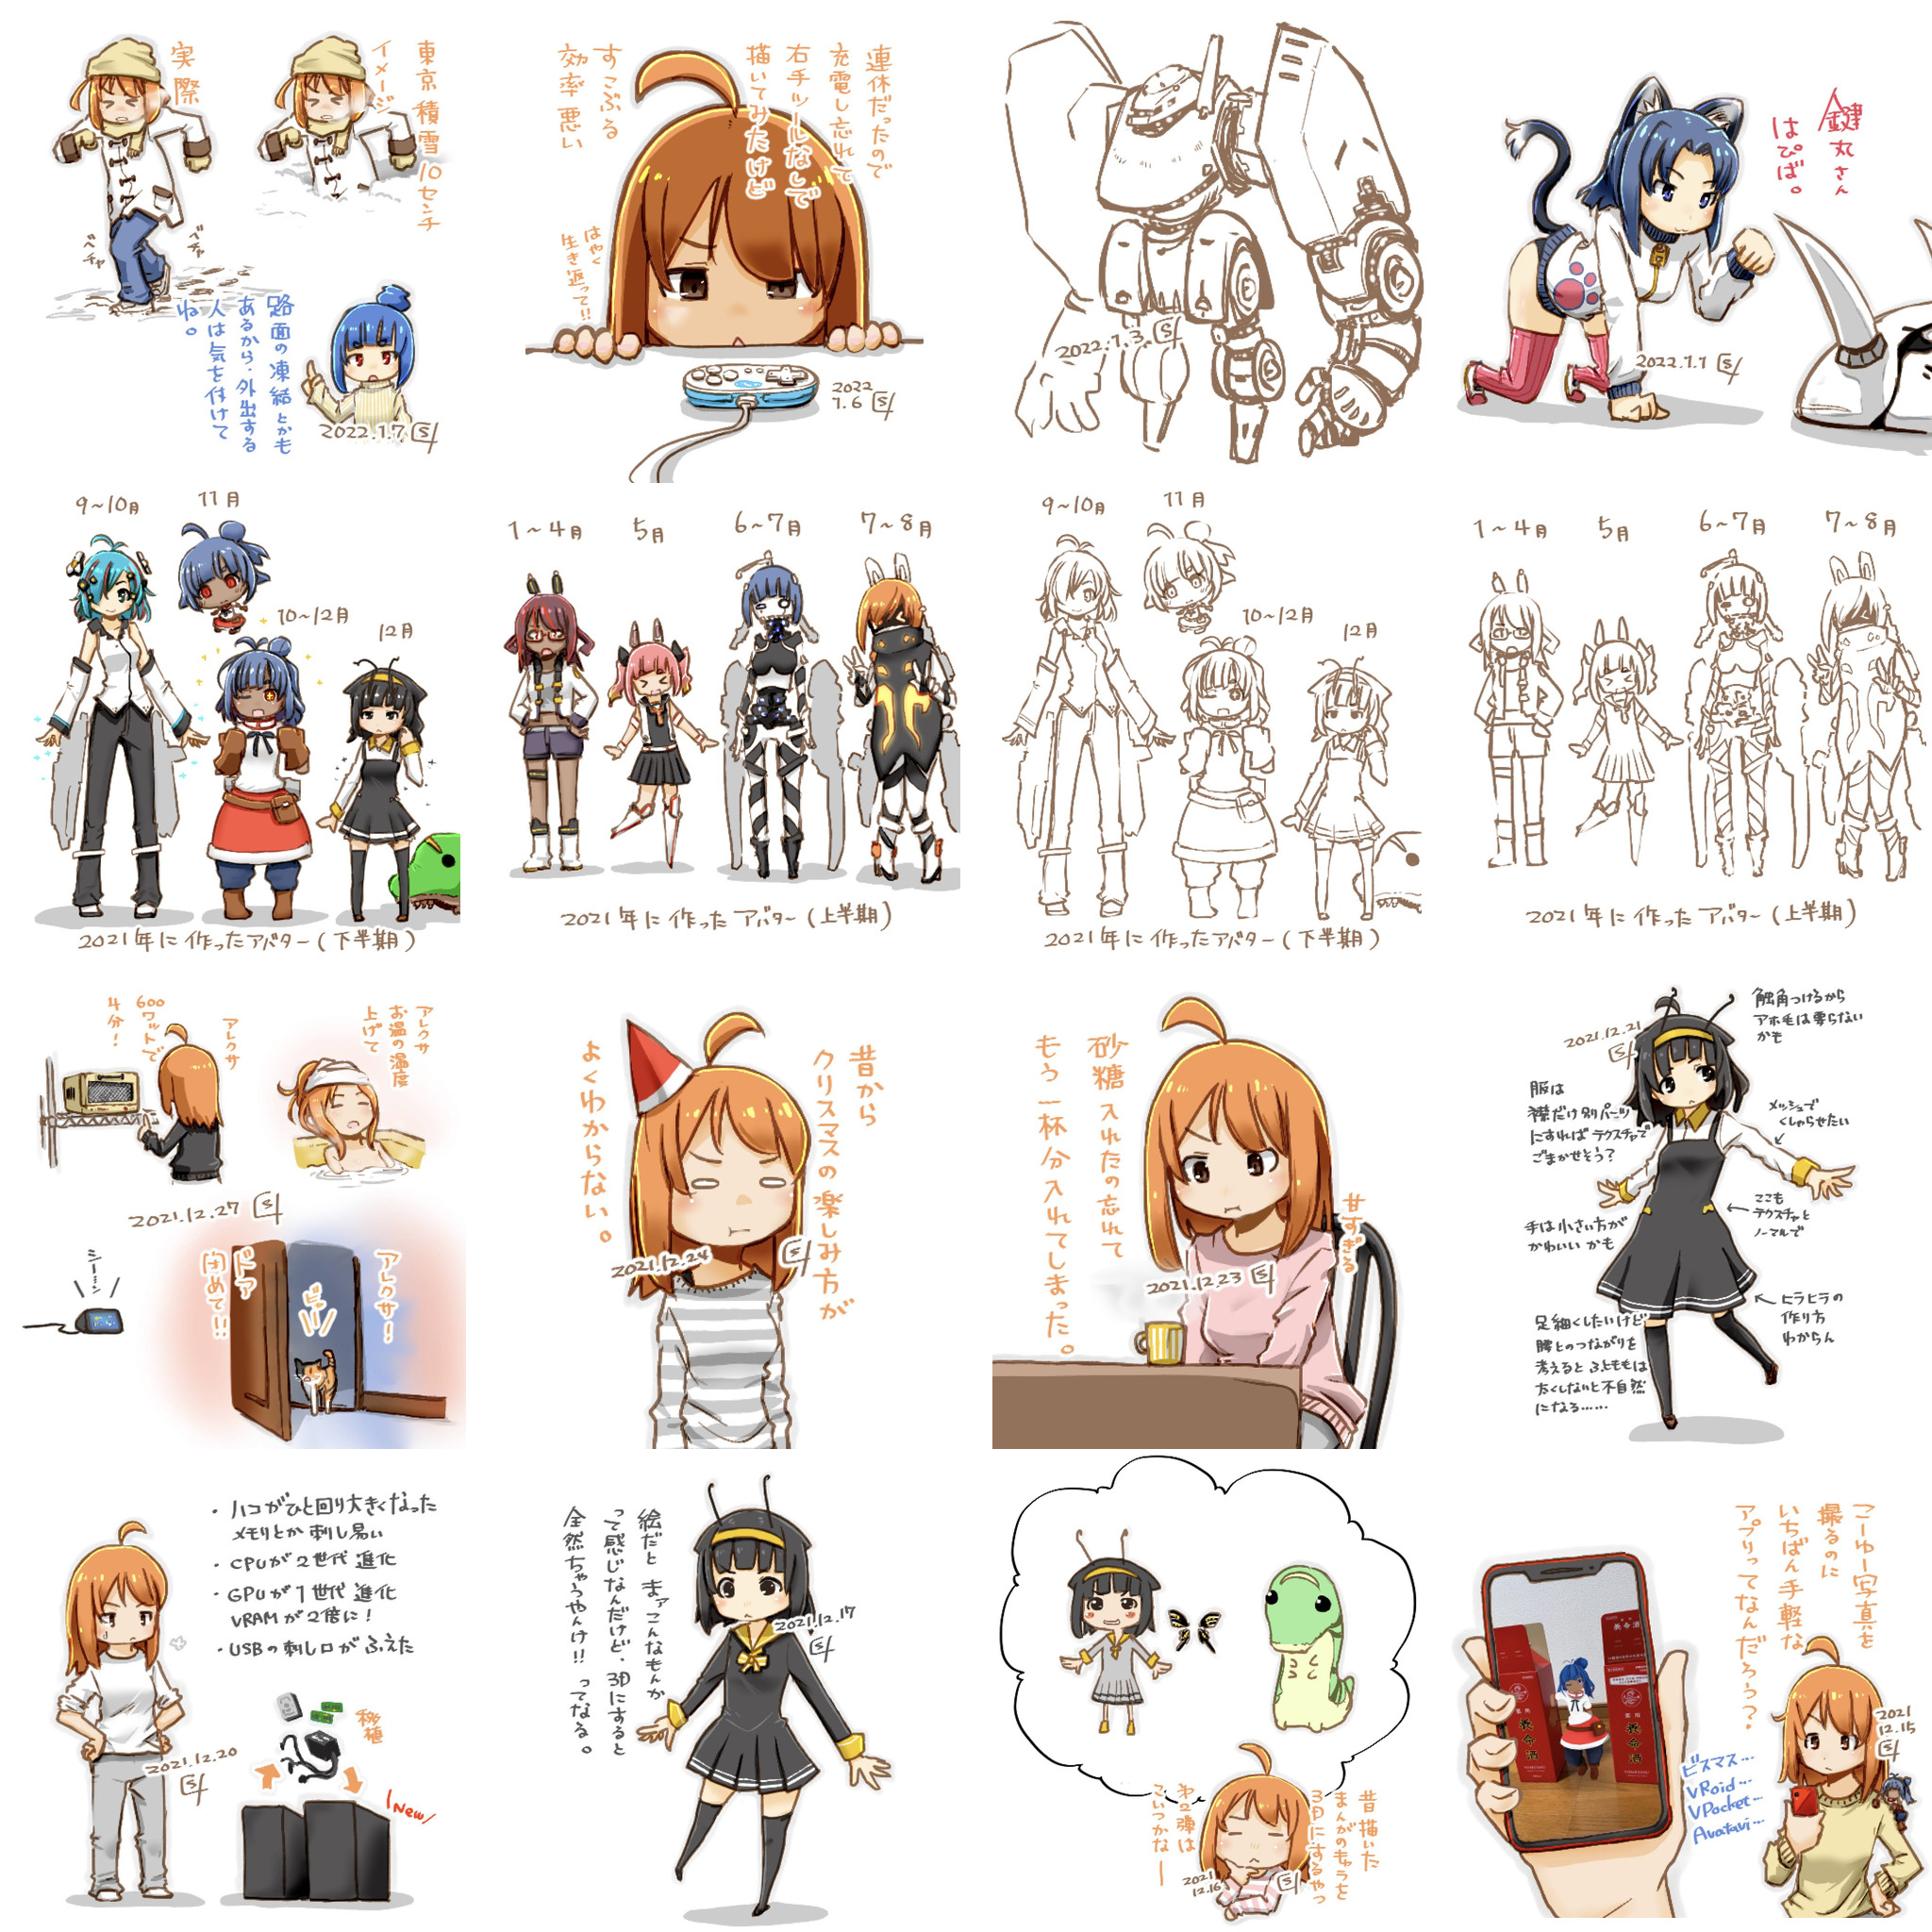 東京積雪10センチ
イメージ
実際
ベチャ
ベチャ
路面の凍結とかも
あるから、外出する
人は気を付けて
ね。
2022.1.7
連休だったので
充電し忘れて
右手ツールなしで
描いてみたけど
すこぶる
効率悪い
はやく
生き返って!!
2022
1.6
2022.1.3.
鍵丸さん
はぴば。
2022.1.1
9~10月
11月
10~12月
12月
2021年に作ったアバター(下半期)
1~4月
5月
6~7月
7~8月
2021年に作ったアバター(上半期)
9~10月
11月
10~12月
12月
2021年に作ったアバター(下半期)
1~4月
5月
6~7月
7~8月
2021年に作ったアバター(上半期)
アレクサ
600ワットで
4分!
アレクサ
お温の温度
上げて
2021.12.27
シーーン
アレクサ!
ドァ
閉めて!!
ビャ
昔から
クリスマスの楽しみ方が
よくわからない。
2021.12.24
砂糖入れたの忘れて
もう一杯分入れてしまった。
甘すぎる
2021.12.23
2021.12.21
触角つけるから
アホ毛は要らない
かも
服は
襟だけ別パーツ
にすればテクスチャで
ごまかせそう?
メッシュで
くしゃらせたい
ここも
テクスチャと
ノーマルで
手は小さい方が
かわいいかも
ヒラヒラの
作り方
わからん
足細くしたいけど
腰とのつながりを
考えるとふとももは
太くしないと不自然
になる……
・ハコがひと回り大きくなった
メモリとか刺し易い
・CPUが2世代進化
・GPUが1世代進化
VRAMが2倍に!
・USBの刺し口がふえた
移植
New
2021.12.20
絵だとまァこんなもんか
って感じなんだけど、3Dにすると
全然ちゃうやんけ!!ってなる。
2021.12.17
昔描いた
まんがのキャラを
3Dにするやつ
第2弾は
こいつかなー
2021
12.16
こーゆー写真を
撮るのに
いちばん手軽な
アプリってなんだろう?
養命酒
養命酒
養命酒
ビスマス…
VRoid…
VPocket…
Avatavi…
2021
12.15